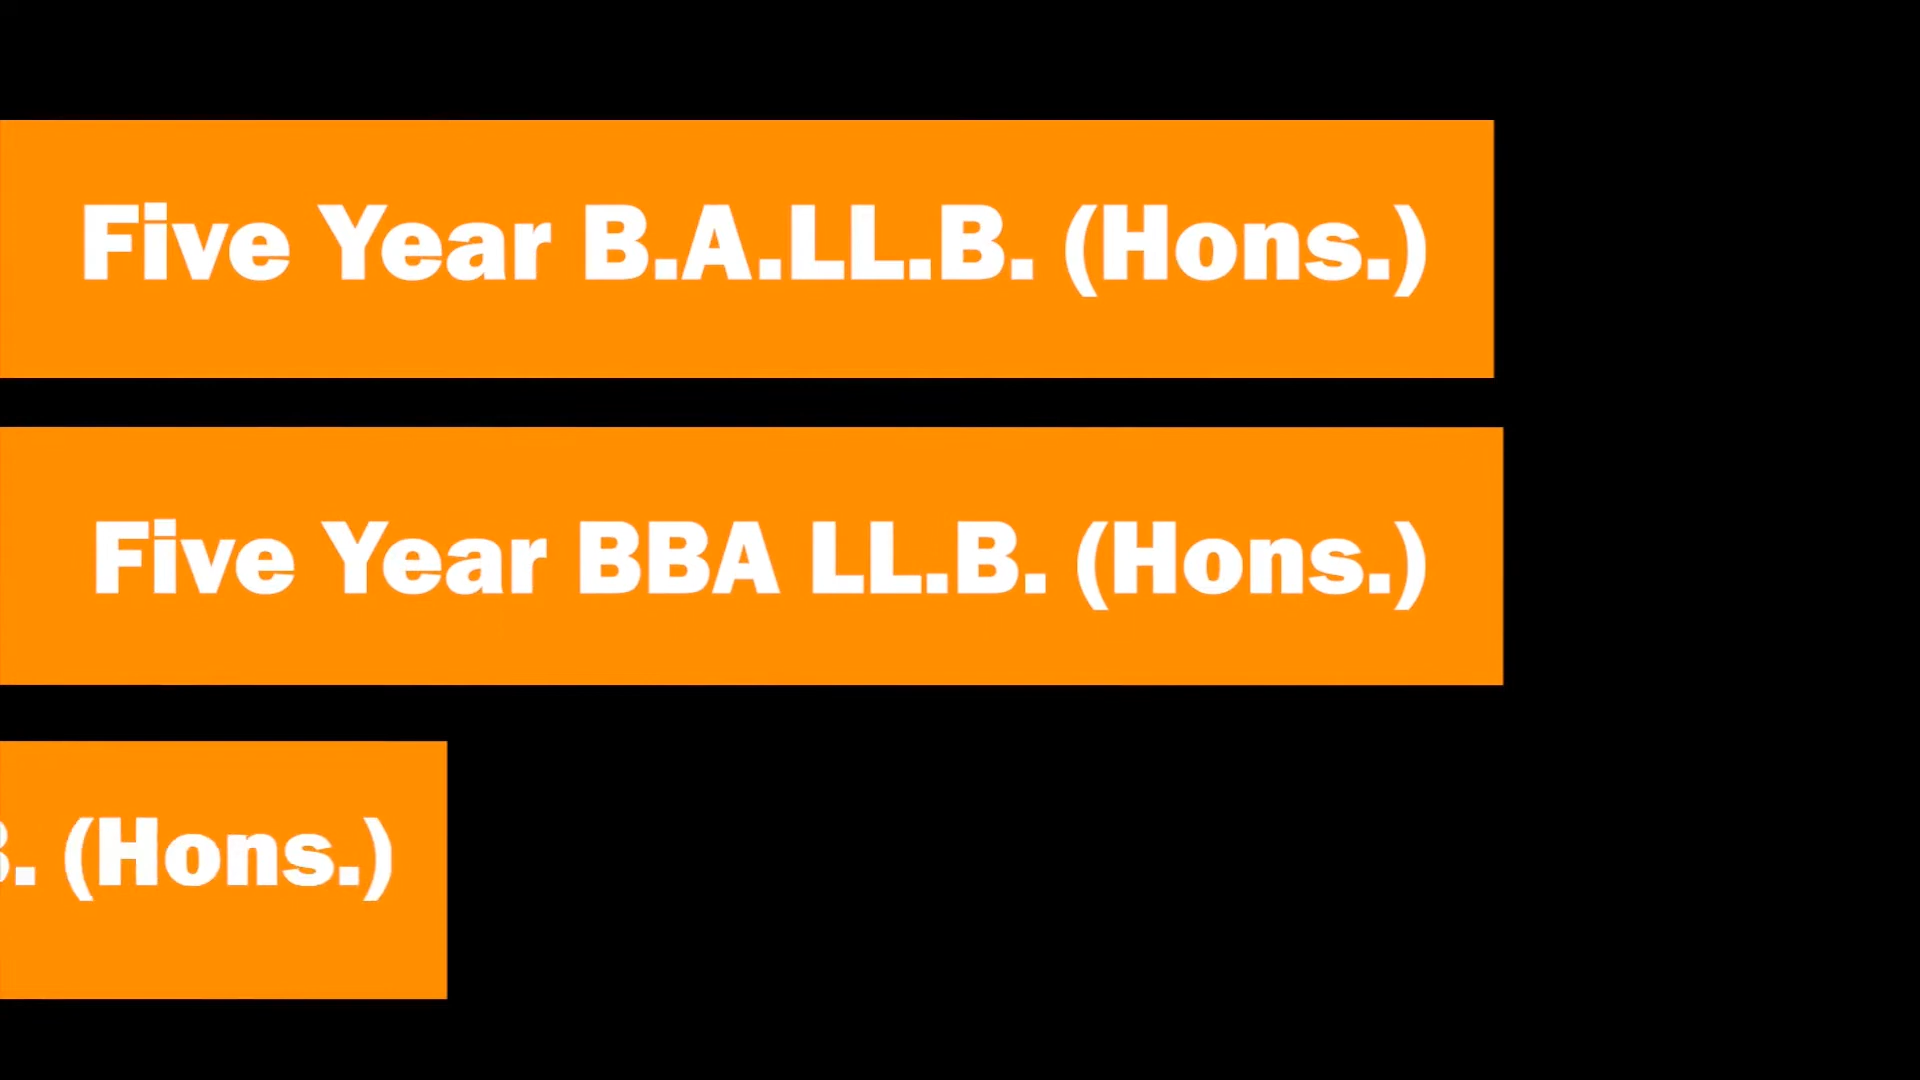 Five Year B.A.LL.B. (Hons.)
Five Year BBA LL.B. (Hons.)
. (Hons.)